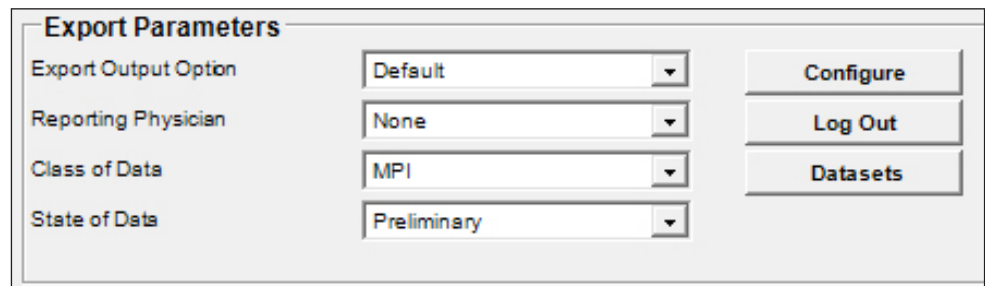 Export Parameters
Export Output Option Default Configure
Reporting Physician None Log Out
Class of Data MPI Datasets
State of Data Preliminary